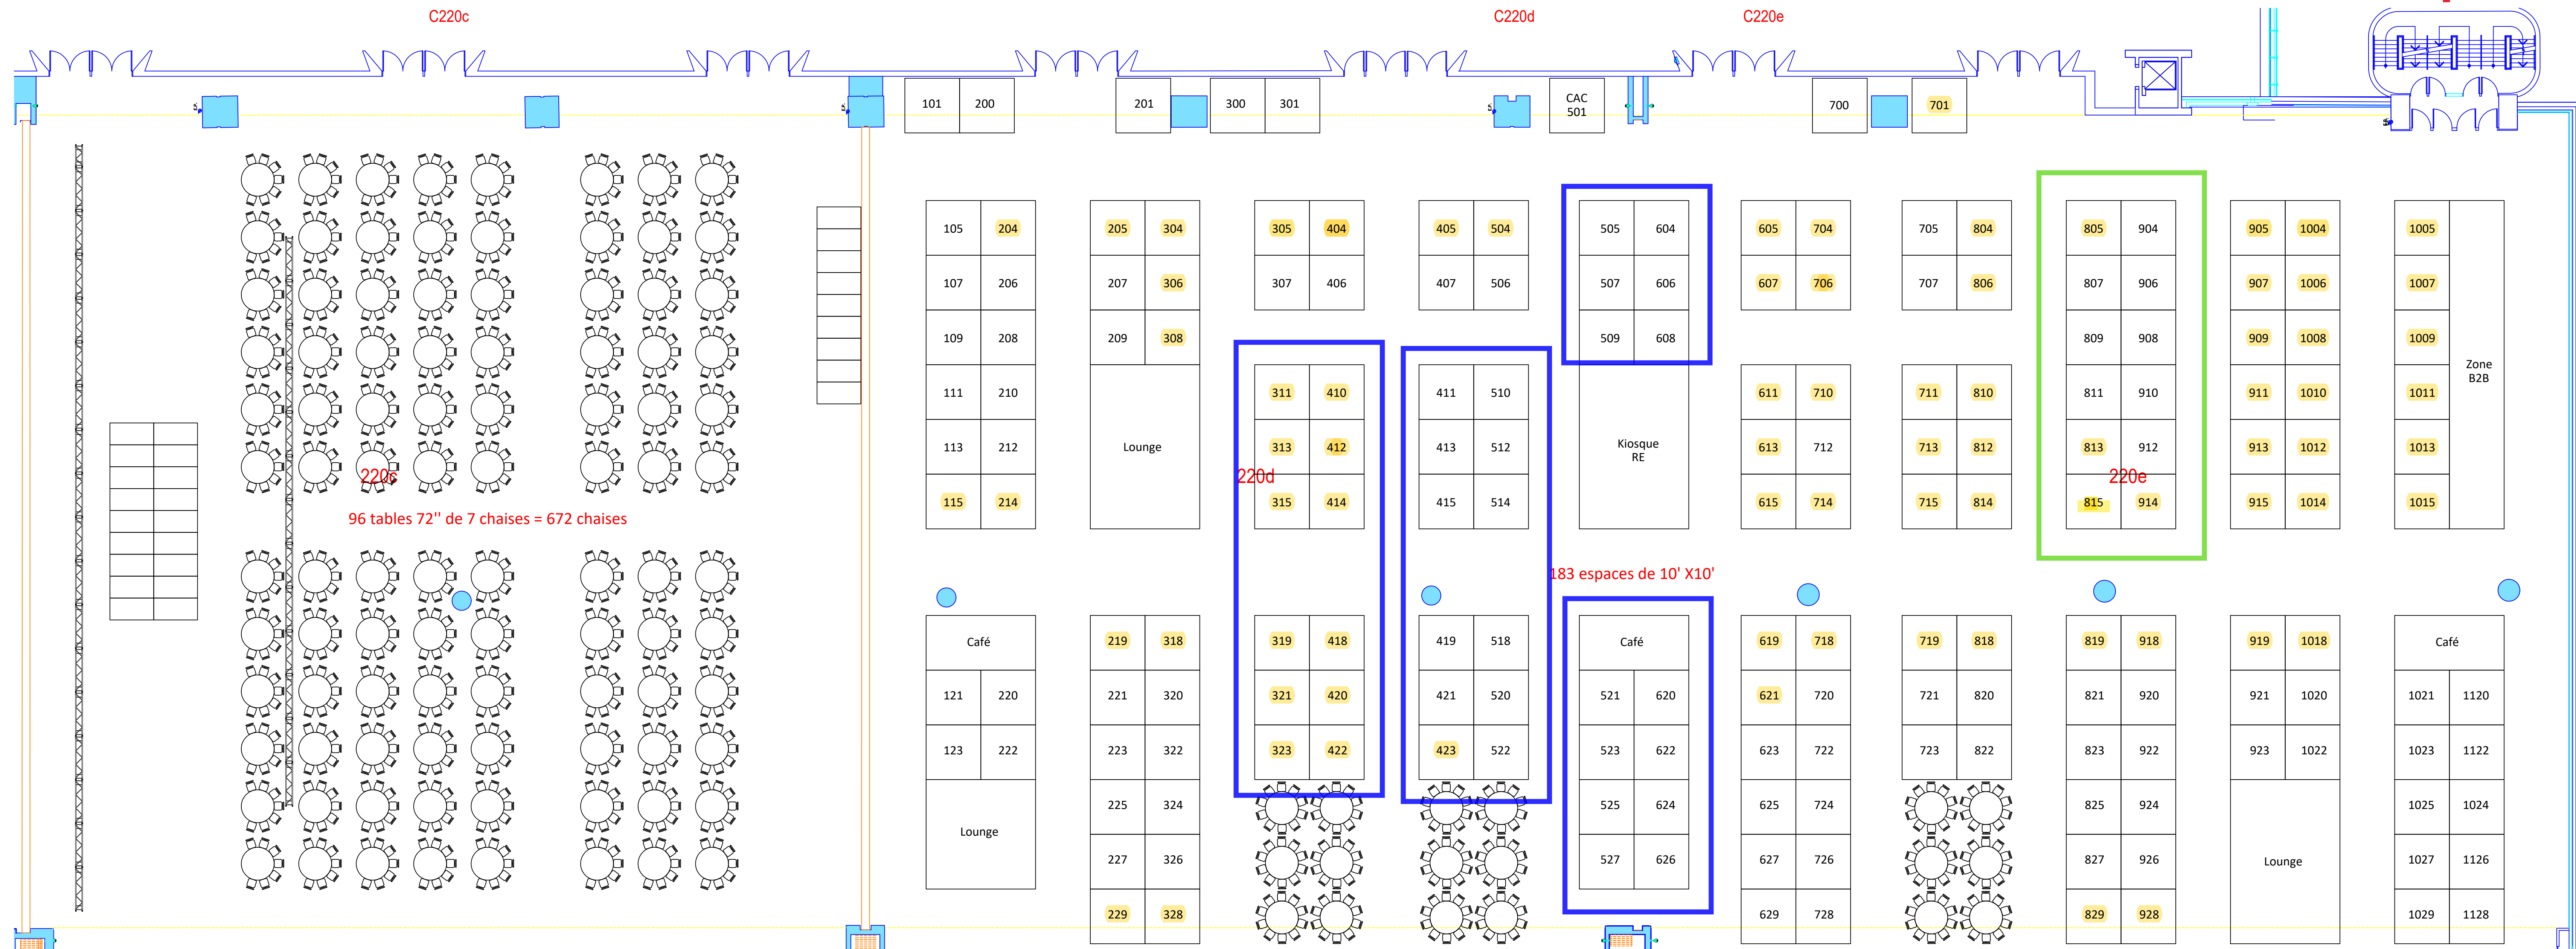 C220c C220d C220e
101 200 201 300 301 CAC 501 700 701
105 204 205 304 305 404 405 504 505 604 605 704 705 804 805 904 905 1004 1005
107 206 207 306 307 406 407 506 507 606 607 706 707 806 807 906 907 1006 1007
109 208 209 308 509 608 809 908 909 1008 1009
Zone
B2B
111 210 311 410 411 510 611 710 711 810 811 910 911 1010 1011
113 212 Lounge 313 412 413 512 Kiosque RE 613 712 713 812 813 912 913 1012 1013
220c 220d 220e
115 214 315 414 415 514 615 714 715 814 815 914 915 1014 1015
96 tables 72'' de 7 chaises = 672 chaises
183 espaces de 10' X10'
Café 219 318 319 418 419 518 Café 619 718 719 818 819 918 919 1018 Café
121 220 221 320 321 420 421 520 521 620 621 720 721 820 821 920 921 1020 1021 1120
123 222 223 322 323 422 423 522 523 622 623 722 723 822 823 922 923 1022 1023 1122
225 324 525 624 625 724 825 924 1025 1024
Lounge
227 326 527 626 627 726 827 926 Lounge 1027 1126
229 328 629 728 829 928 1029 1128